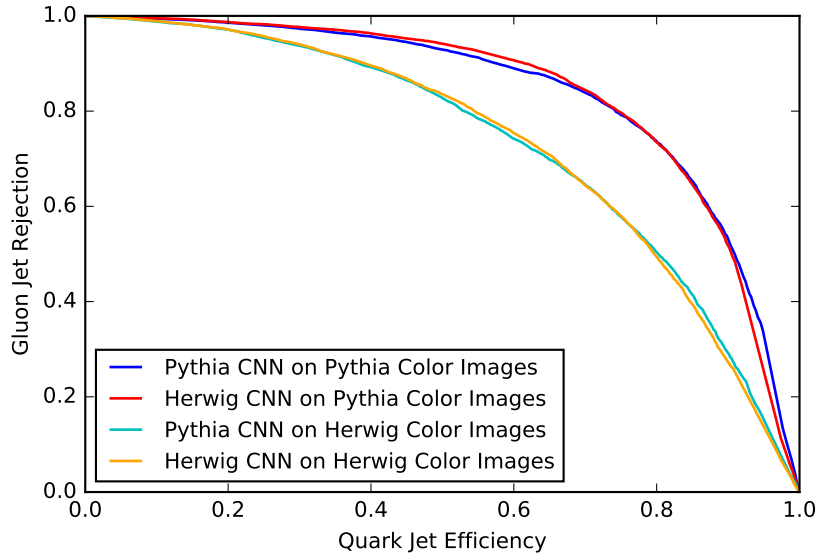 1.0
0.8
0.6
0.4
0.2
0.0
Gluon Jet Rejection
Pythia CNN on Pythia Color Images
Herwig CNN on Pythia Color Images
Pythia CNN on Herwig Color Images
Herwig CNN on Herwig Color Images
0.0 0.2 0.4 0.6 0.8 1.0
Quark Jet Efficiency